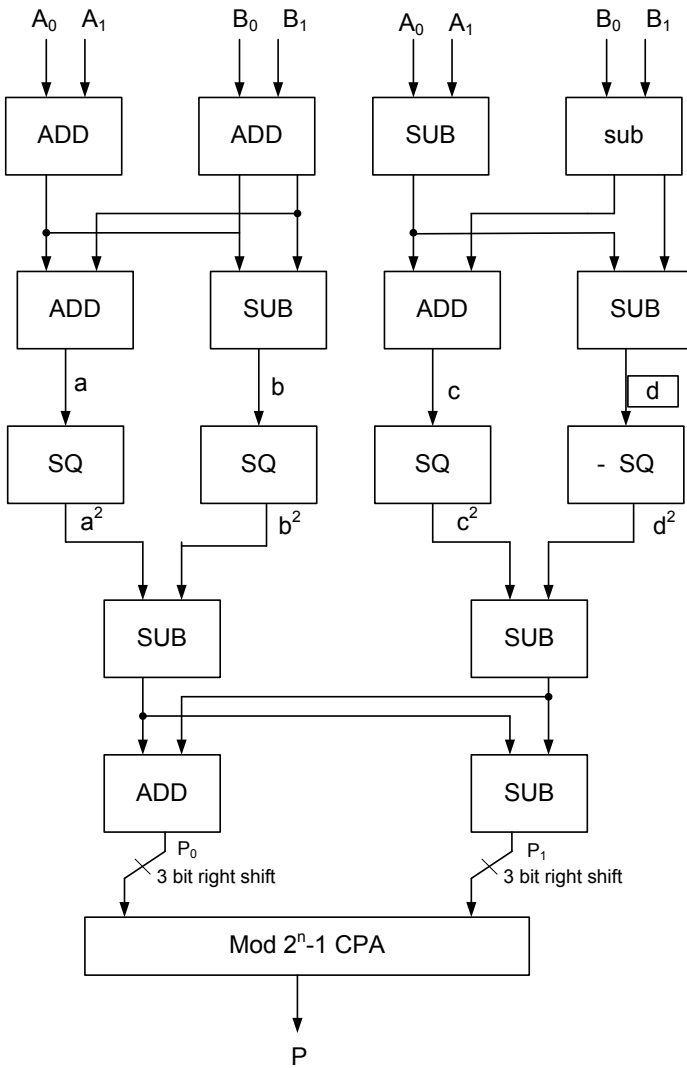 A₀ A₁ B₀ B₁ A₀ A₁ B₀ B₁
ADD ADD SUB sub
ADD SUB ADD SUB
a b c d
SQ SQ SQ - SQ
a² b² c² d²
SUB SUB
ADD SUB
P₀ P₁
3 bit right shift 3 bit right shift
Mod 2ⁿ-1 CPA
P